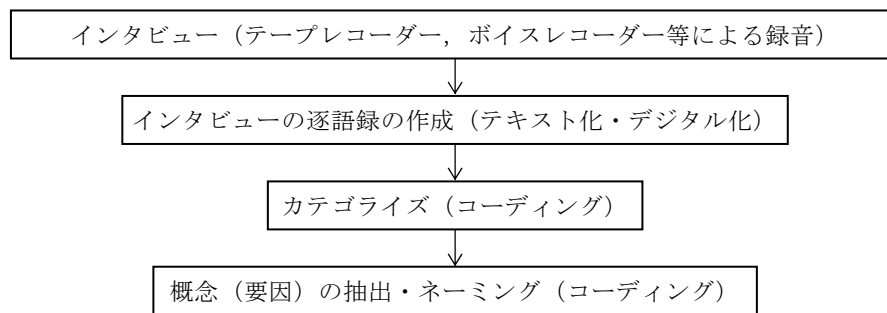 インタビュー（テープレコーダー，ボイスレコーダー等による録音）
インタビューの逐語録の作成（テキスト化・デジタル化）
カテゴライズ（コーディング）
概念（要因）の抽出・ネーミング（コーディング）